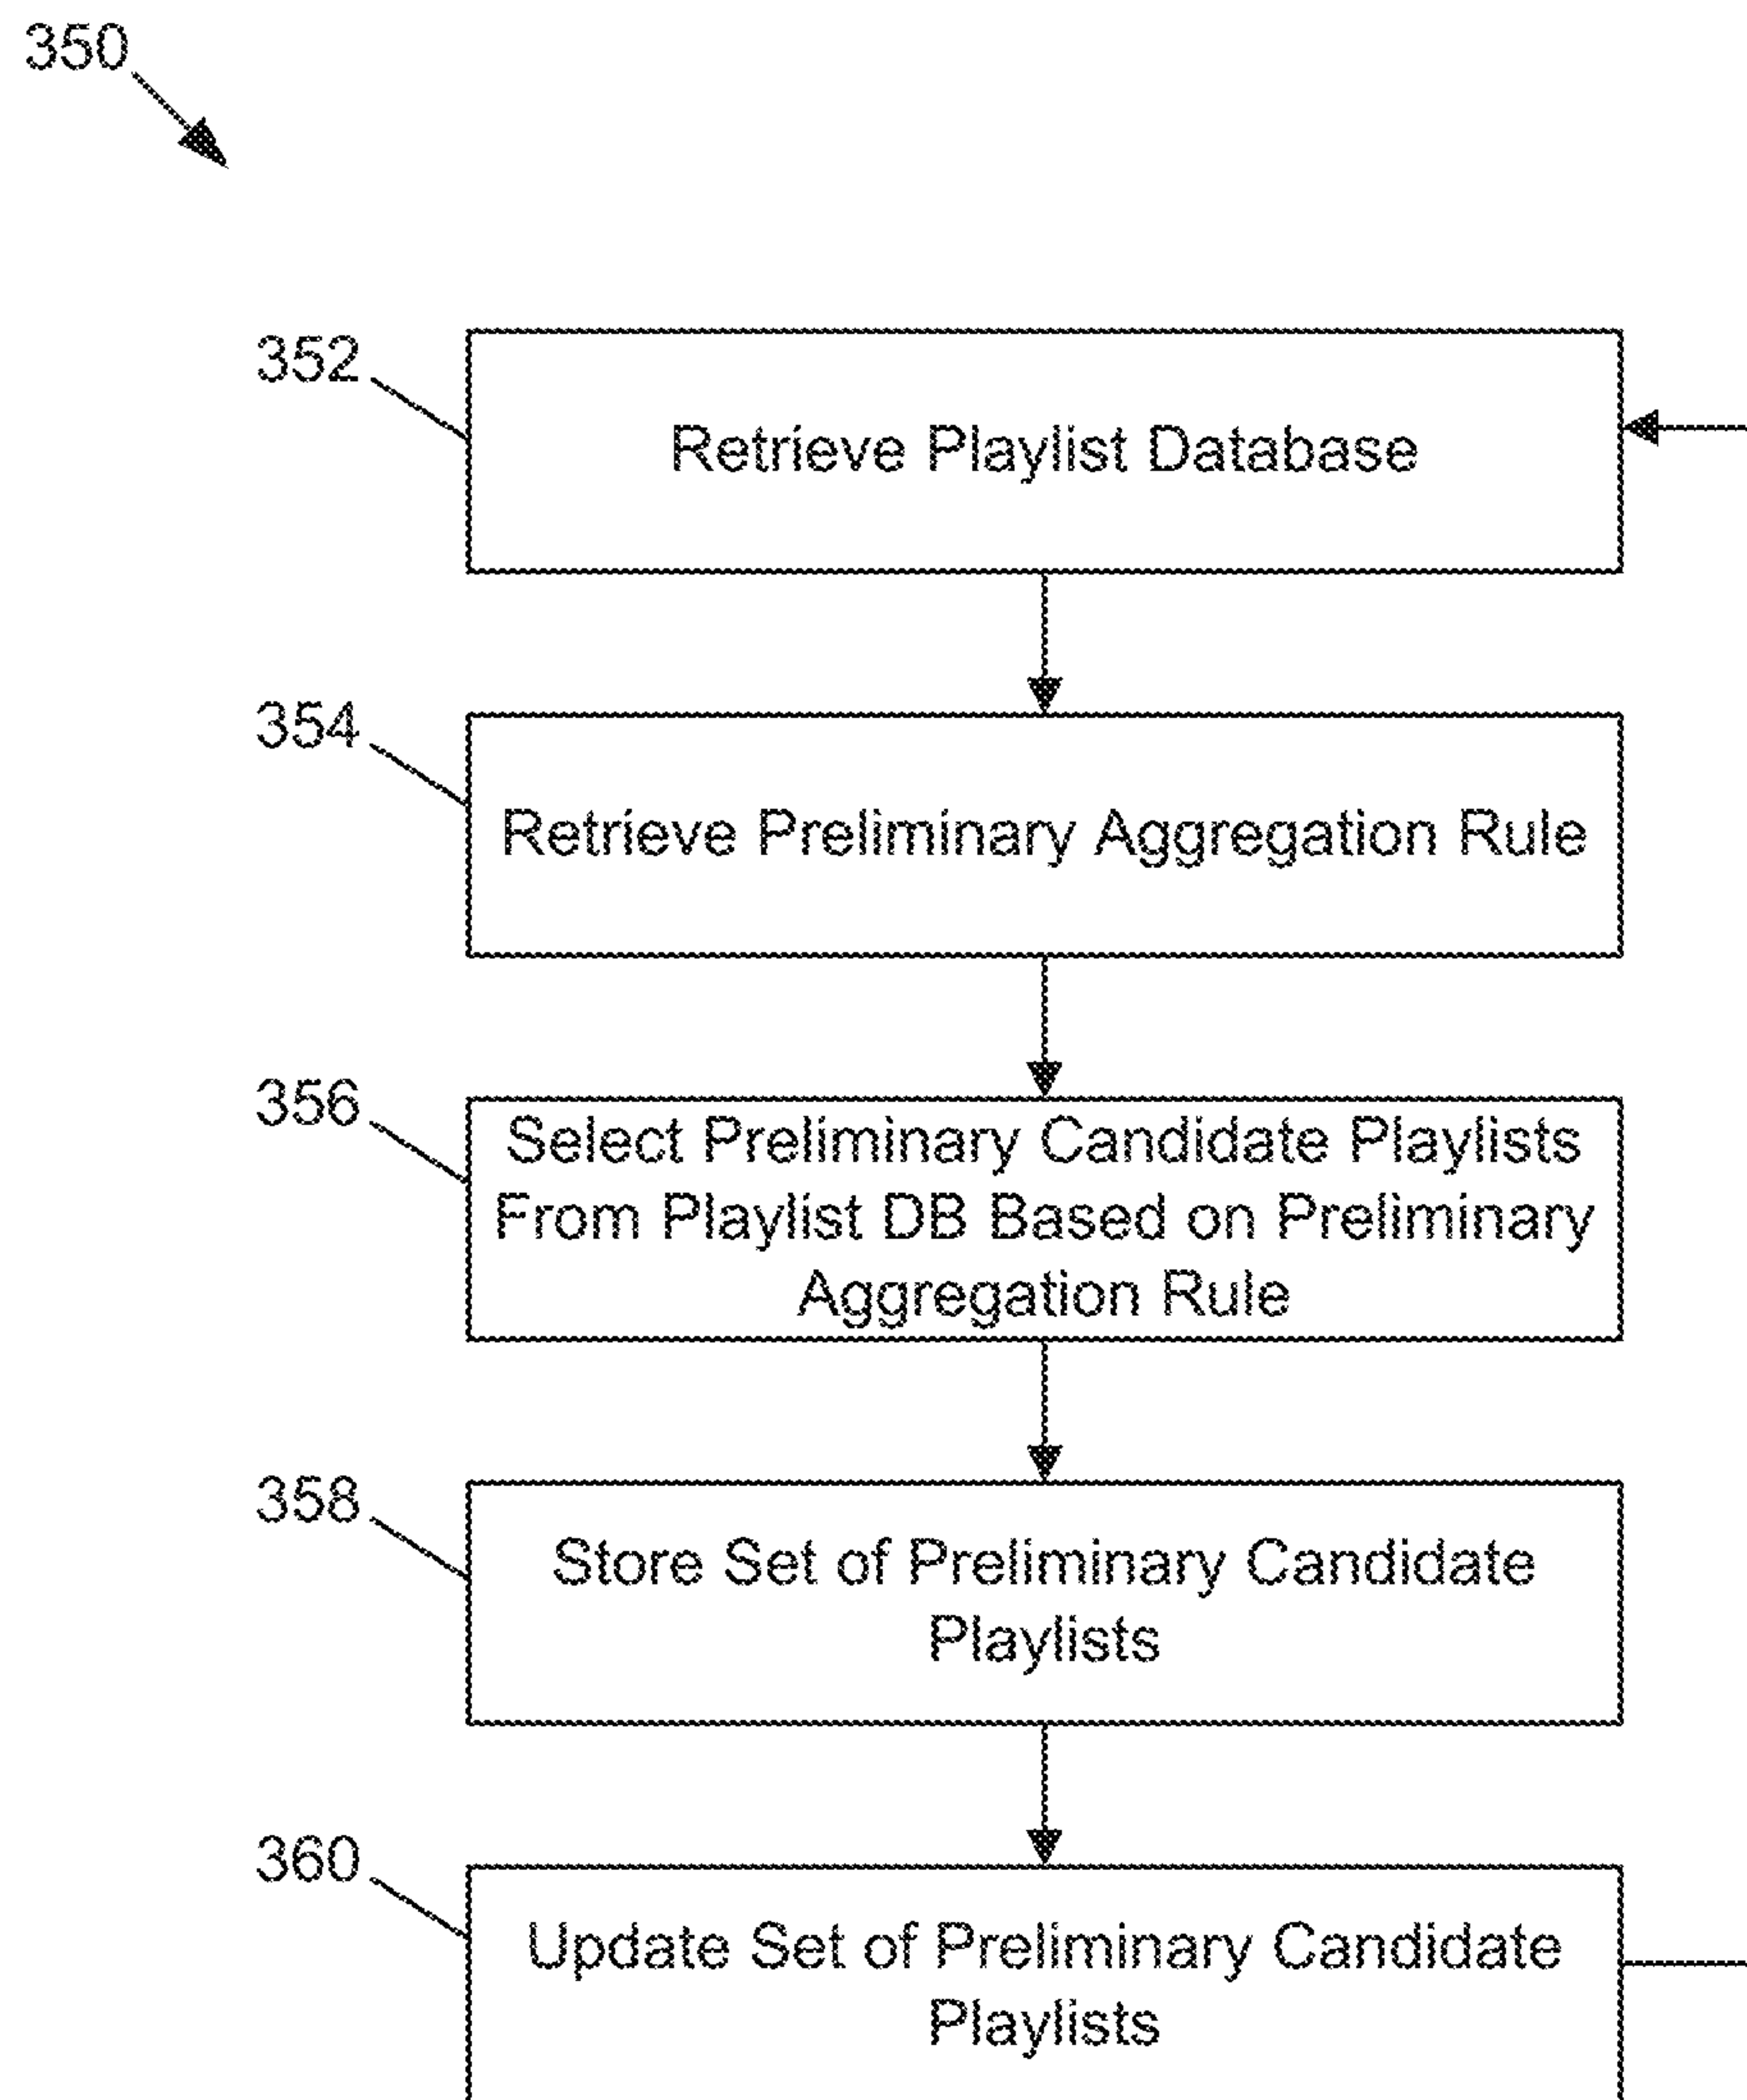 350
352
Retrieve Playlist Database
354
Retrieve Preliminary Aggregation Rule
356
Select Preliminary Candidate Playlists
From Playlist DB Based on Preliminary
Aggregation Rule
358
Store Set of Preliminary Candidate
Playlists
360
Update Set of Preliminary Candidate
Playlists